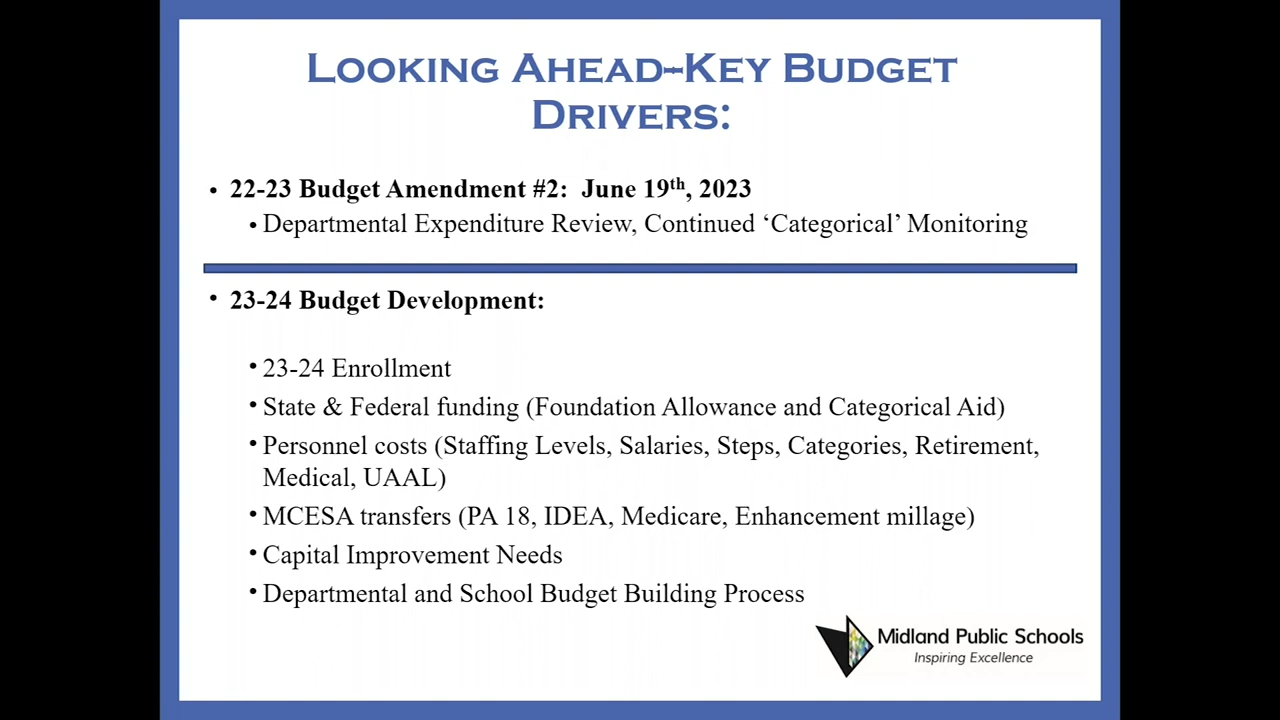 Looking Ahead-Key Budget
Drivers:
• 22-23 Budget Amendment #2: June 19th, 2023
• Departmental Expenditure Review, Continued ‘Categorical’ Monitoring
• 23-24 Budget Development:
• 23-24 Enrollment
• State & Federal funding (Foundation Allowance and Categorical Aid)
• Personnel costs (Staffing Levels, Salaries, Steps, Categories, Retirement,
Medical, UAAL)
• MCESA transfers (PA 18, IDEA, Medicare, Enhancement millage)
• Capital Improvement Needs
• Departmental and School Budget Building Process
Midland Public Schools
Inspiring Excellence